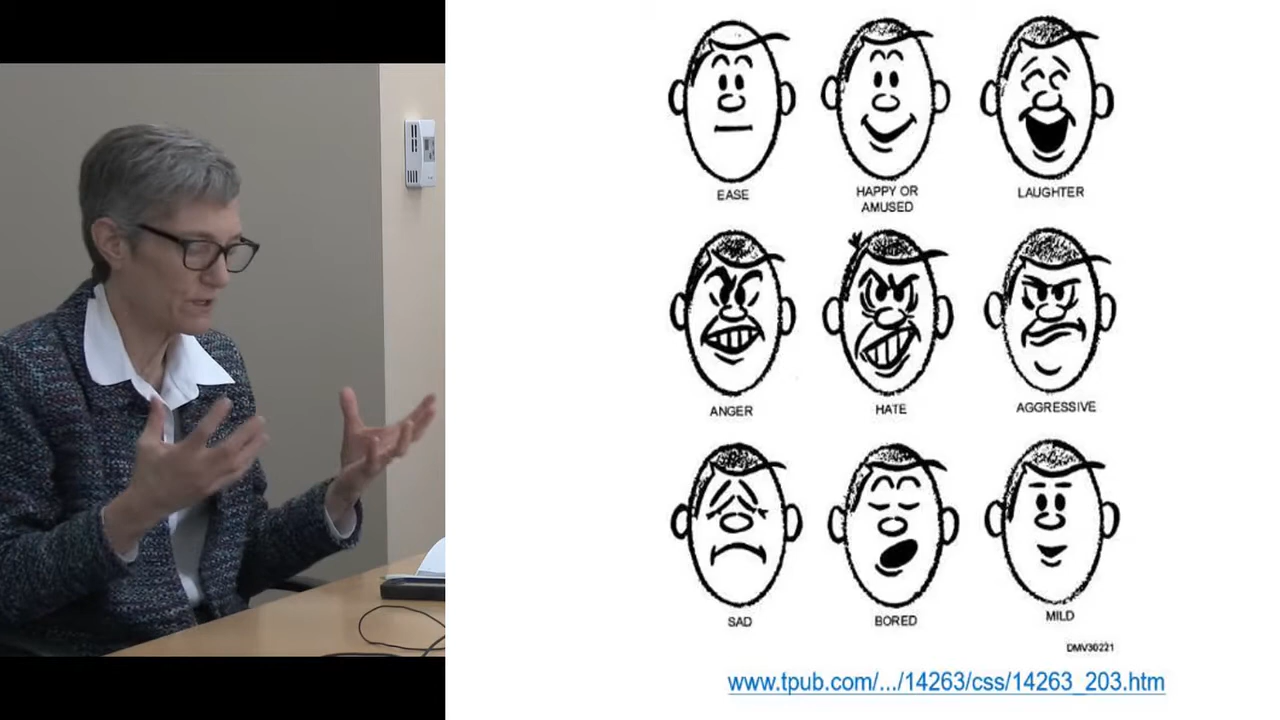 EASE
HAPPY OR
AMUSED
LAUGHTER
ANGER
HATE
AGGRESSIVE
SAD
BORED
MILD
DMV30221
www.tpub.com/.../14263/css/14263_203.htm